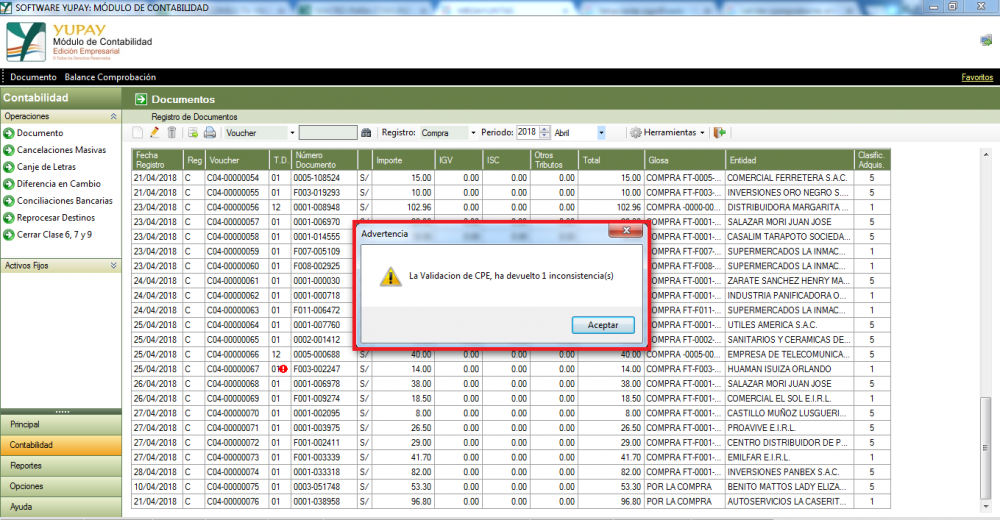 SOFTWARE YUPAY: MÓDULO DE CONTABILIDAD
YUPAY
Módulo de Contabilidad
Edición Empresarial
Documento Balance Comprobación Favoritos
Contabilidad
Operaciones
Documento
Cancelaciones Masivas
Canje de Letras
Diferencia en Cambio
Conciliaciones Bancarias
Reprocesar Destinos
Cerrar Clase 6, 7 y 9
Activos Fijos
Principal
Contabilidad
Reportes
Opciones
Ayuda
Documentos
Registro de Documentos
Voucher Registro: Compra Periodo: 2018 Abril Herramientas
Fecha Registro Reg Voucher T.D. Número Documento Importe IGV ISC Otros Tributos Total Glosa Entidad Clasific. Adquis.
21/04/2018 C C04-00000054 01 0005-108524 S/ 15.00 0.00 0.00 0.00 15.00 COMPRA FT-0005-... COMERCIAL FERRETERA S.A.C. 5
21/04/2018 C C04-00000055 01 F003-019293 S/ 10.00 0.00 0.00 0.00 10.00 COMPRA FT-F003-... INVERSIONES ORO NEGRO S.... 5
23/04/2018 C C04-00000056 12 0001-008948 S/ 102.96 0.00 0.00 0.00 102.96 COMPRA -0000-00... DISTRIBUIDORA MARGARITA ... 1
23/04/2018 C C04-00000057 01 0001-006970 COMPRA FT-0001-... SALAZAR MORI JUAN JOSE 5
23/04/2018 C C04-00000058 01 0001-014555 COMPRA FT-0001-... CASALIM TARAPOTO SOCIEDA... 5
23/04/2018 C C04-00000059 01 F007-005109 COMPRA FT-F007-... SUPERMERCADOS LA INMAC... 1
23/04/2018 C C04-00000060 01 F008-002925 COMPRA FT-F008-... SUPERMERCADOS LA INMAC... 1
24/04/2018 C C04-00000061 01 0001-000030 COMPRA FT-0001-... ZARATE SANCHEZ HENRY MA... 5
24/04/2018 C C04-00000062 01 0001-000718 COMPRA FT-0001-... INDUSTRIA PANIFICADORA O... 1
24/04/2018 C C04-00000063 01 F011-006472 COMPRA FT-F011-... SUPERMERCADOS LA INMAC... 1
25/04/2018 C C04-00000064 01 0001-007760 COMPRA FT-0001-... UTILES AMERICA S.A.C. 5
25/04/2018 C C04-00000065 01 0002-001412 COMPRA FT-0002-... SANITARIOS Y CERAMICAS DE... 5
25/04/2018 C C04-00000066 12 0005-000688 S/ 40.00 0.00 0.00 0.00 40.00 COMPRA -0005-00... EMPRESA DE TELECOMUNICA... 5
25/04/2018 C C04-00000067 F003-002247 S/ 14.00 0.00 0.00 0.00 14.00 COMPRA FT-F003-... HUAMAN ISUIZA ORLANDO 1
26/04/2018 C C04-00000068 01 0001-006978 S/ 38.00 0.00 0.00 0.00 38.00 COMPRA FT-0001-... SALAZAR MORI JUAN JOSE 5
26/04/2018 C C04-00000069 01 F001-009274 S/ 18.50 0.00 0.00 0.00 18.50 COMPRA FT-F001-... COMERCIAL EL SOL E.I.R.L. 1
27/04/2018 C C04-00000070 01 0001-002095 S/ 8.00 0.00 0.00 0.00 8.00 COMPRA FT-0001-... CASTILLO MUÑOZ LUSGUERI... 5
27/04/2018 C C04-00000071 01 0001-003975 S/ 26.50 0.00 0.00 0.00 26.50 COMPRA FT-0001-... PROAVIVE E.I.R.L. 5
27/04/2018 C C04-00000072 01 F001-002411 S/ 29.00 0.00 0.00 0.00 29.00 COMPRA FT-F001-... CENTRO DISTRIBUIDOR DE P... 5
27/04/2018 C C04-00000073 01 F001-003339 S/ 41.70 0.00 0.00 0.00 41.70 COMPRA FT-F001-... EMILFAR E.I.R.L. 1
28/04/2018 C C04-00000074 01 0001-033318 S/ 82.00 0.00 0.00 0.00 82.00 COMPRA FT-0001-... INVERSIONES PANBEX S.A.C. 5
10/04/2018 C C04-00000075 01 0003-051748 S/ 53.30 0.00 0.00 0.00 53.30 POR LA COMPRA BENITO MATTOS LADY ELIZA... 5
21/04/2018 C C04-00000076 01 0001-038958 S/ 96.80 0.00 0.00 0.00 96.80 POR LA COMPRA AUTOSERVICIOS LA CASERIT... 1
Advertencia
La Validacion de CPE, ha devuelto 1 inconsistencia(s)
Aceptar